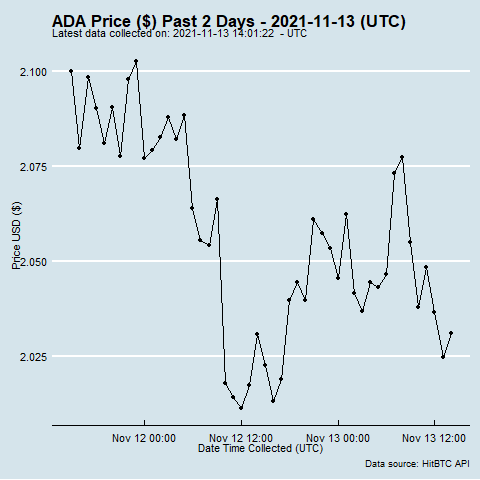 ADA Price ($) Past 2 Days - 2021-11-13 (UTC)
Latest data collected on: 2021-11-13 14:01:22  - UTC
2.100
2.075
2.050
2.025
Price USD ($)
Nov 12 00:00 Nov 12 12:00 Nov 13 00:00 Nov 13 12:00
Date Time Collected (UTC)
Data source: HitBTC API